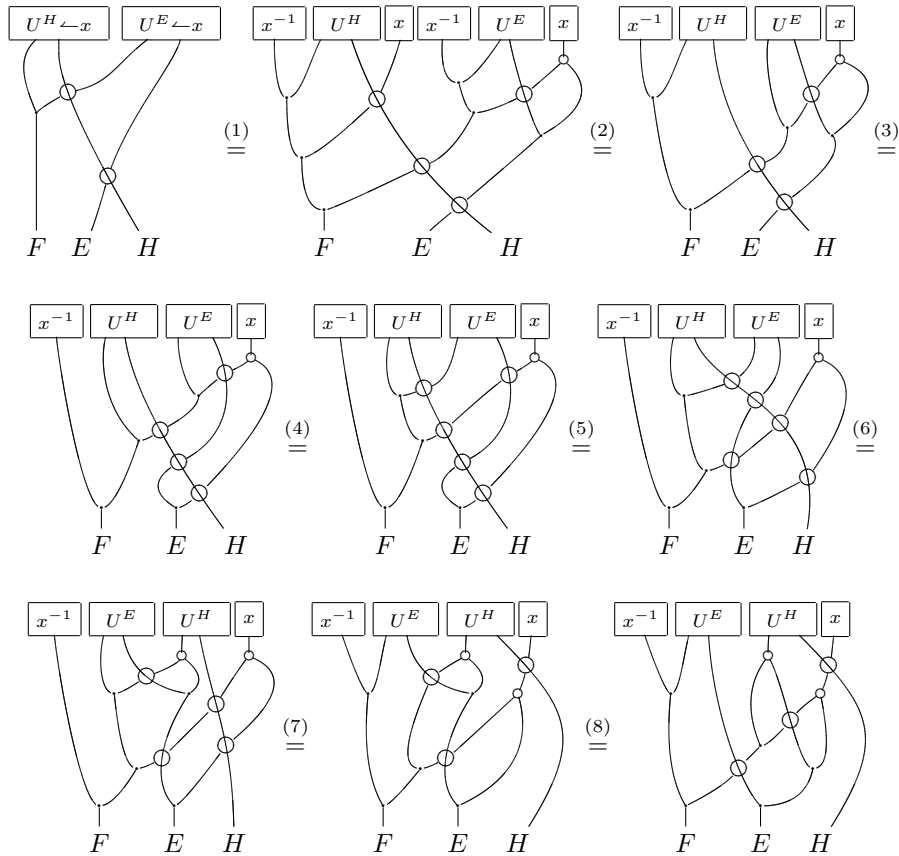 U^H ↼ x U^E ↼ x x^{-1} U^H x x^{-1} U^E x x^{-1} U^H U^E x
(1) = (2) = (3) =
F E H F E H F E H
x^{-1} U^H U^E x x^{-1} U^H U^E x x^{-1} U^H U^E x
(4) = (5) = (6) =
F E H F E H F E H
x^{-1} U^E U^H x x^{-1} U^E U^H x x^{-1} U^E U^H x
(7) = (8) =
F E H F E H F E H